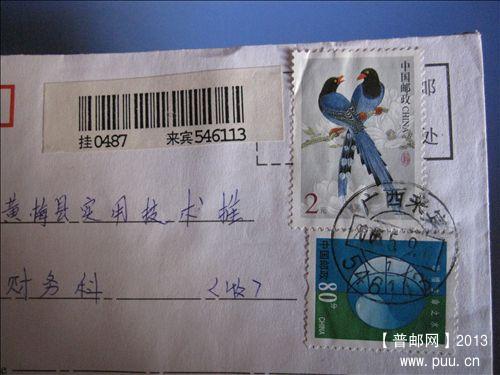 中国邮政
CHINA
2元
邮
处
挂0487 来宾546113
广西来宾
黄梅县实用技术推
财务科 (收)
中国邮政
80分
CHINA
【普邮网】2013
www.puu.cn